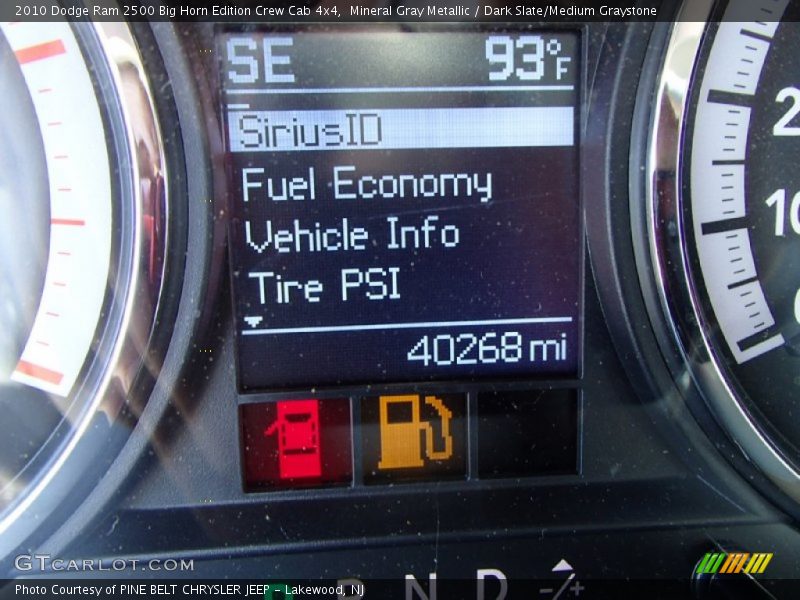 2010 Dodge Ram 2500 Big Horn Edition Crew Cab 4x4, Mineral Gray Metallic / Dark Slate/Medium Graystone
SE 93°F
SiriusID
Fuel Economy
Vehicle Info
Tire PSI
40268 mi
N D -/+
GTCARLOT.COM
Photo Courtesy of PINE BELT CHRYSLER JEEP - Lakewood, NJ